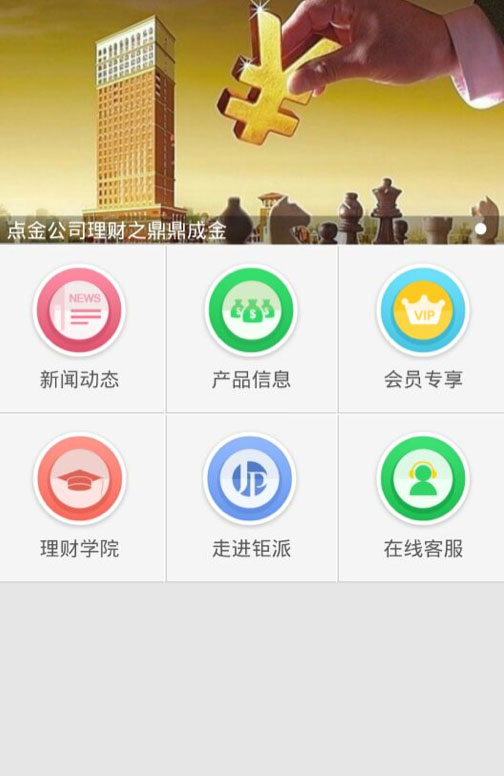 点金公司理财之鼎鼎成金
NEWS
$
VIP
新闻动态
产品信息
会员专享
JP
理财学院
走进钜派
在线客服